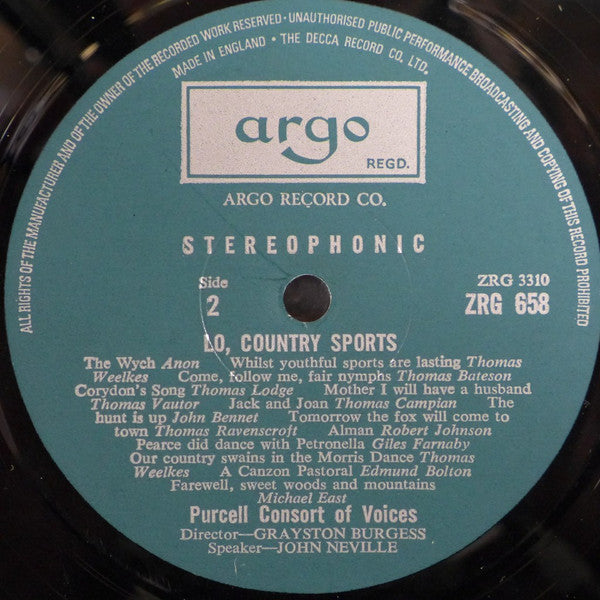 ALL RIGHTS OF THE MANUFACTURER AND OF THE OWNER OF THE RECORDED WORK RESERVED · UNAUTHORISED PUBLIC PERFORMANCE BROADCASTING AND COPYING OF THIS RECORD PROHIBITED
MADE IN ENGLAND · THE DECCA RECORD CO, LTD.
argo
REGD.
ARGO RECORD CO.
STEREOPHONIC
Side
2
ZRG 3310
ZRG 658
LO, COUNTRY SPORTS
The Wych Anon Whilst youthful sports are lasting Thomas
Weelkes Come, follow me, fair nymphs Thomas Bateson
Corydon's Song Thomas Lodge Mother I will have a husband
Thomas Vautor Jack and Joan Thomas Campian The
hunt is up John Bennet Tomorrow the fox will come to
town Thomas Ravenscroft Alman Robert Johnson
Pearce did dance with Petronella Giles Farnaby
Our country swains in the Morris Dance Thomas
Weelkes A Canzon Pastoral Edmund Bolton
Farewell, sweet woods and mountains
Michael East
Purcell Consort of Voices
Director—GRAYSTON BURGESS
Speaker—JOHN NEVILLE